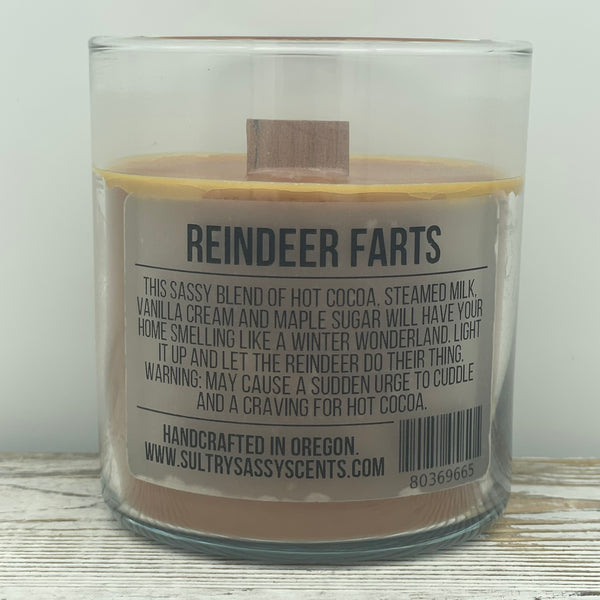 REINDEER FARTS
THIS SASSY BLEND OF HOT COCOA, STEAMED MILK,
VANILLA CREAM AND MAPLE SUGAR WILL HAVE YOUR
HOME SMELLING LIKE A WINTER WONDERLAND. LIGHT
IT UP AND LET THE REINDEER DO THEIR THING.
WARNING: MAY CAUSE A SUDDEN URGE TO CUDDLE
AND A CRAVING FOR HOT COCOA.
HANDCRAFTED IN OREGON.
WWW.SULTRYSASSYSCENTS.COM
80369665